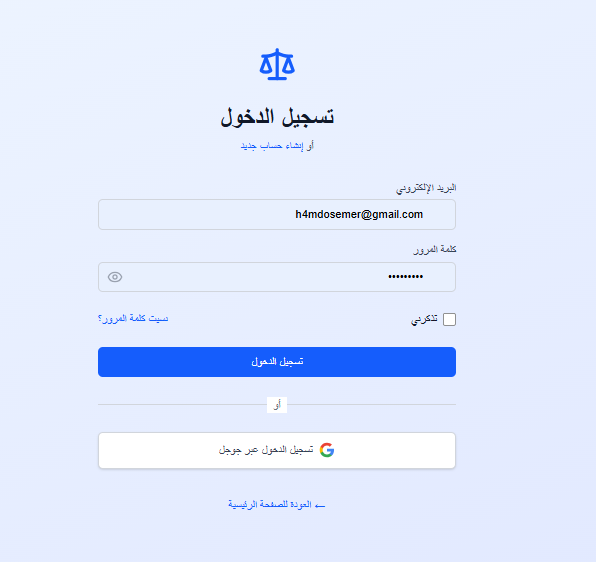 تسجيل الدخول
أو إنشاء حساب جديد
البريد الإلكتروني
h4mdosemer@gmail.com
كلمة المرور
•••••••••
تذكرني
نسيت كلمة المرور؟
تسجيل الدخول
أو
تسجيل الدخول عبر جوجل
← العودة للصفحة الرئيسية